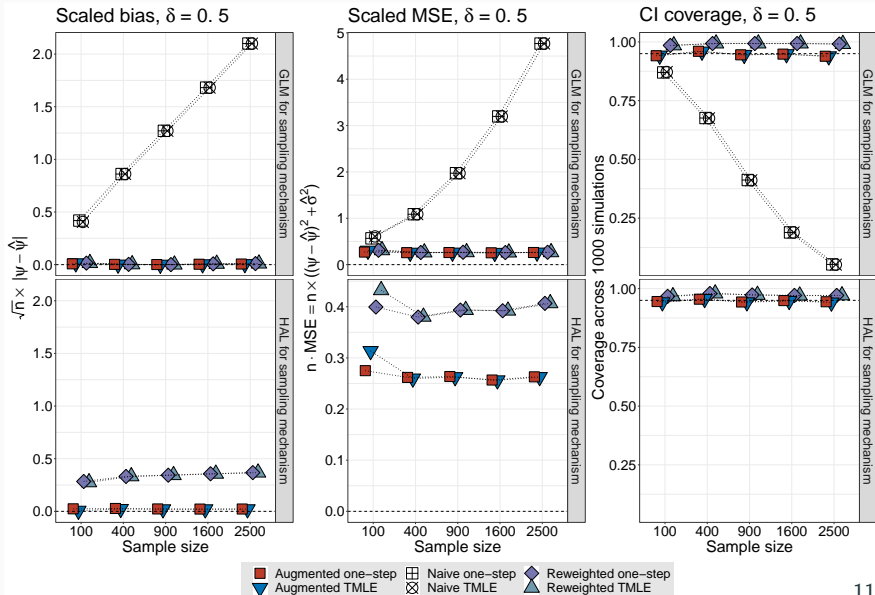 Scaled bias, δ = 0. 5
√n × |ψ − ψ̂|
2.0
1.5
1.0
0.5
0.0
GLM for sampling mechanism
2.0
1.5
1.0
0.5
0.0
HAL for sampling mechanism
100 400 900 1600 2500
Sample size
Scaled MSE, δ = 0. 5
n · MSE = n × ((ψ − ψ̂)² + σ̂²)
5
4
3
2
1
0
GLM for sampling mechanism
0.4
0.3
0.2
0.1
0.0
HAL for sampling mechanism
100 400 900 1600 2500
Sample size
CI coverage, δ = 0. 5
Coverage across 1000 simulations
1.00
0.75
0.50
0.25
GLM for sampling mechanism
1.00
0.75
0.50
0.25
HAL for sampling mechanism
100 400 900 1600 2500
Sample size
Augmented one-step Naive one-step Reweighted one-step
Augmented TMLE Naive TMLE Reweighted TMLE
11